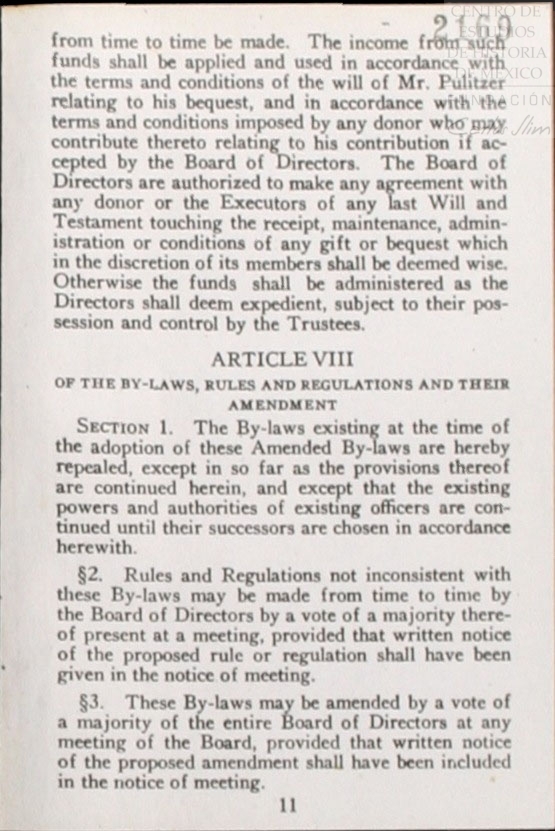 2169
CENTRO DE
ESTUDIOS
DE HISTORIA
DE MEXICO
FUNDACIÓN
Carlos Slim
from time to time be made. The income from such
funds shall be applied and used in accordance with
the terms and conditions of the will of Mr. Pulitzer
relating to his bequest, and in accordance with the
terms and conditions imposed by any donor who may
contribute thereto relating to his contribution if ac-
cepted by the Board of Directors. The Board of
Directors are authorized to make any agreement with
any donor or the Executors of any last Will and
Testament touching the receipt, maintenance, admin-
istration or conditions of any gift or bequest which
in the discretion of its members shall be deemed wise.
Otherwise the funds shall be administered as the
Directors shall deem expedient, subject to their pos-
session and control by the Trustees.
ARTICLE VIII
OF THE BY-LAWS, RULES AND REGULATIONS AND THEIR
AMENDMENT
SECTION 1. The By-laws existing at the time of
the adoption of these Amended By-laws are hereby
repealed, except in so far as the provisions thereof
are continued herein, and except that the existing
powers and authorities of existing officers are con-
tinued until their successors are chosen in accordance
herewith.
§2. Rules and Regulations not inconsistent with
these By-laws may be made from time to time by
the Board of Directors by a vote of a majority there-
of present at a meeting, provided that written notice
of the proposed rule or regulation shall have been
given in the notice of meeting.
§3. These By-laws may be amended by a vote of
a majority of the entire Board of Directors at any
meeting of the Board, provided that written notice
of the proposed amendment shall have been included
in the notice of meeting.
11